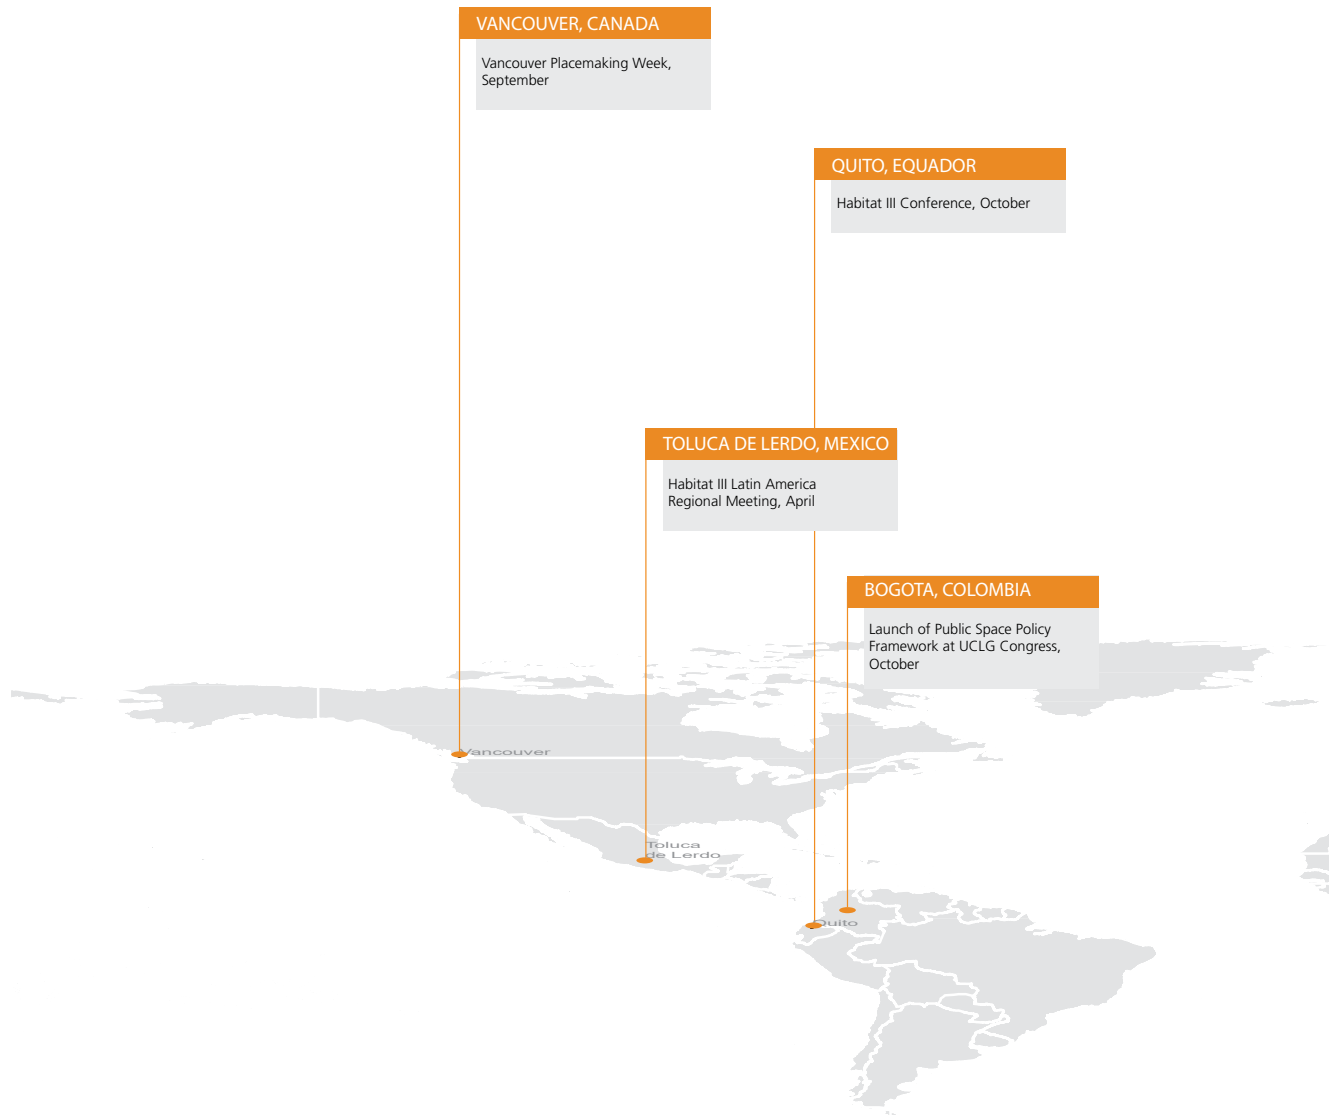 VANCOUVER, CANADA
Vancouver Placemaking Week,
September
QUITO, EQUADOR
Habitat III Conference, October
TOLUCA DE LERDO, MEXICO
Habitat III Latin America
Regional Meeting, April
BOGOTA, COLOMBIA
Launch of Public Space Policy
Framework at UCLG Congress,
October
Vancouver
Toluca
de Lerdo
Quito